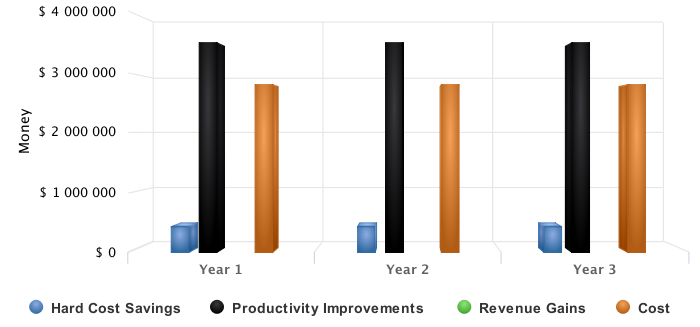 $ 4 000 000
$ 3 000 000
$ 2 000 000
$ 1 000 000
$ 0
Money
Year 1 Year 2 Year 3
Hard Cost Savings Productivity Improvements Revenue Gains Cost